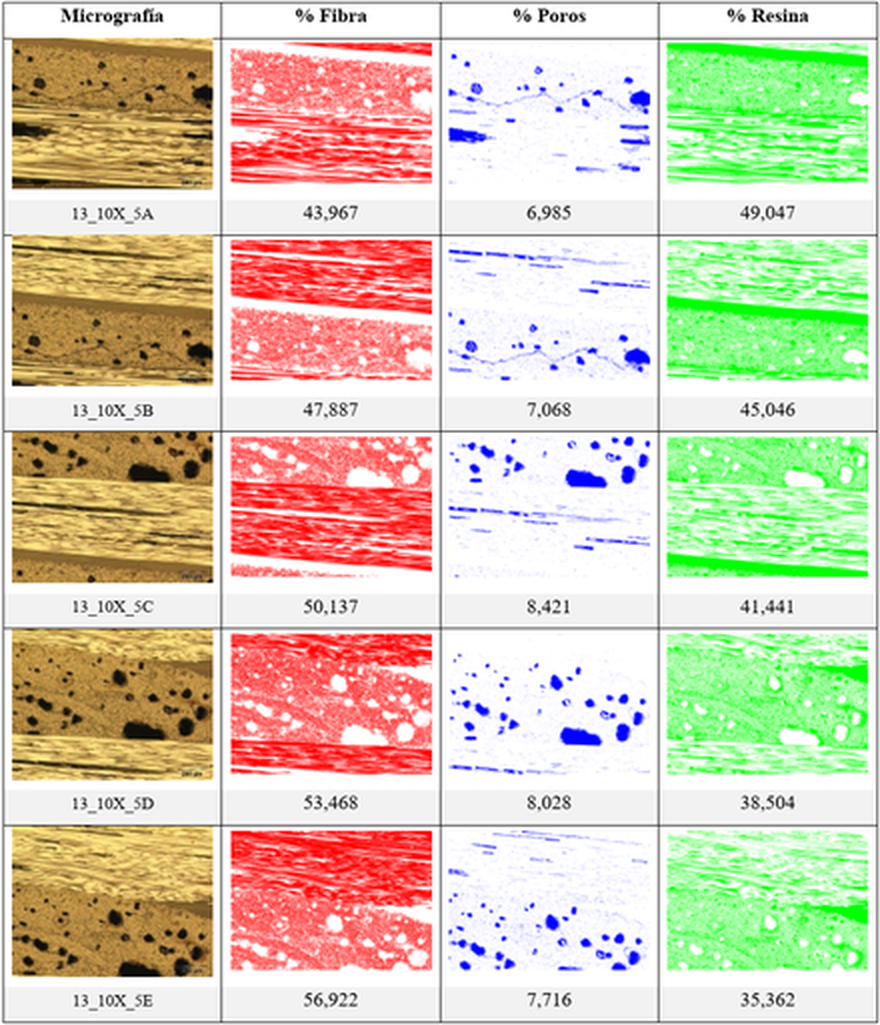 Micrografía % Fibra % Poros % Resina
13_10X_5A 43,967 6,985 49,047
13_10X_5B 47,887 7,068 45,046
13_10X_5C 50,137 8,421 41,441
13_10X_5D 53,468 8,028 38,504
13_10X_5E 56,922 7,716 35,362